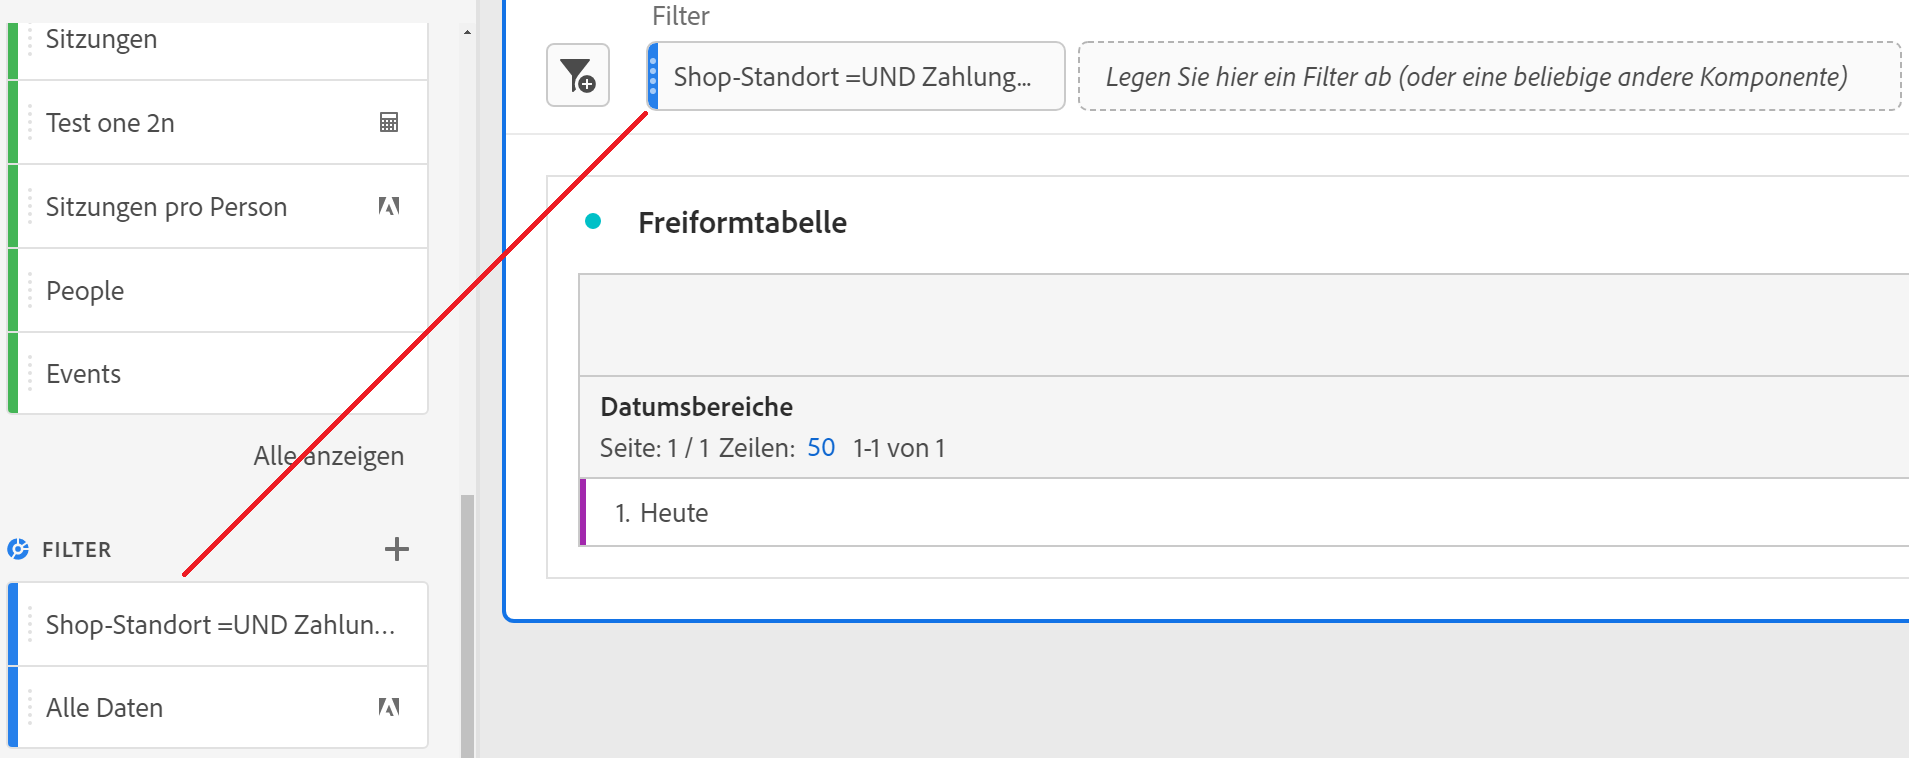 Sitzungen
Test one 2n
Sitzungen pro Person
People
Events
Alle anzeigen
FILTER
Shop-Standort =UND Zahlun...
Alle Daten
Filter
Shop-Standort =UND Zahlung...
Legen Sie hier ein Filter ab (oder eine beliebige andere Komponente)
Freiformtabelle
Datumsbereiche
Seite: 1 / 1 Zeilen: 50 1-1 von 1
1. Heute